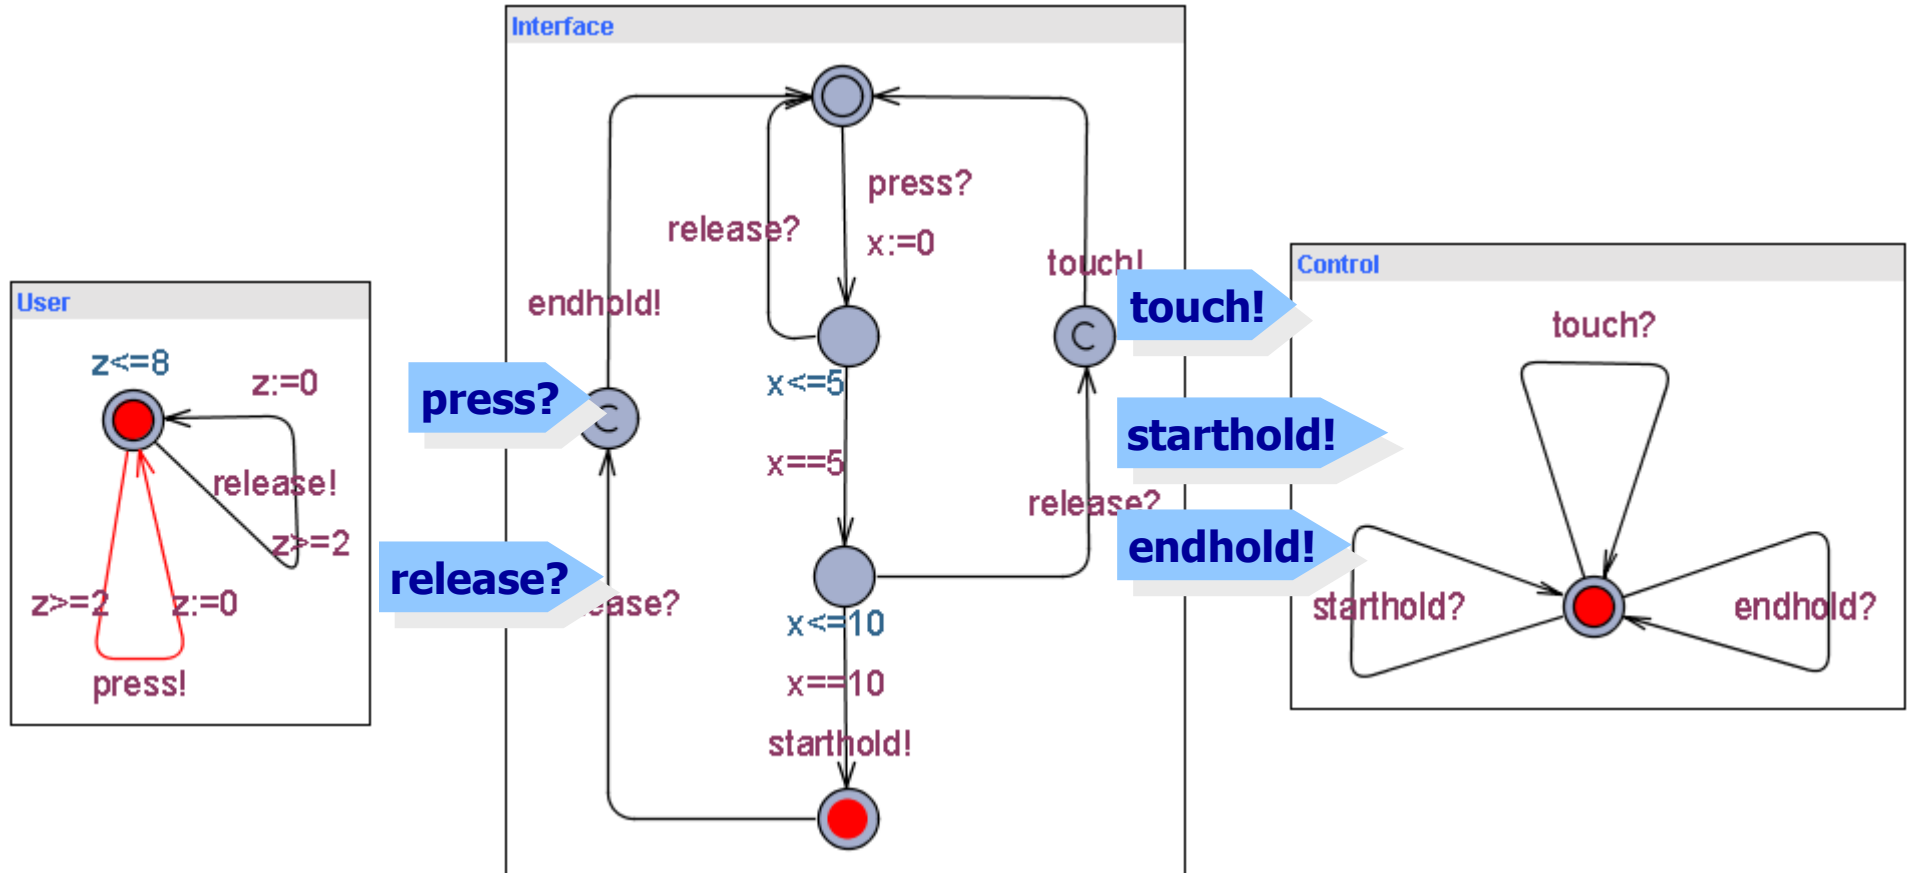 User
z<=8
z:=0
release!
z>=2
z>=2
z:=0
press!
Interface
press?
x:=0
release?
touch!
endhold!
x<=5
x==5
release?
x<=10
x==10
starthold!
press?
release?
touch!
starthold!
endhold!
C
Control
touch?
starthold?
endhold?